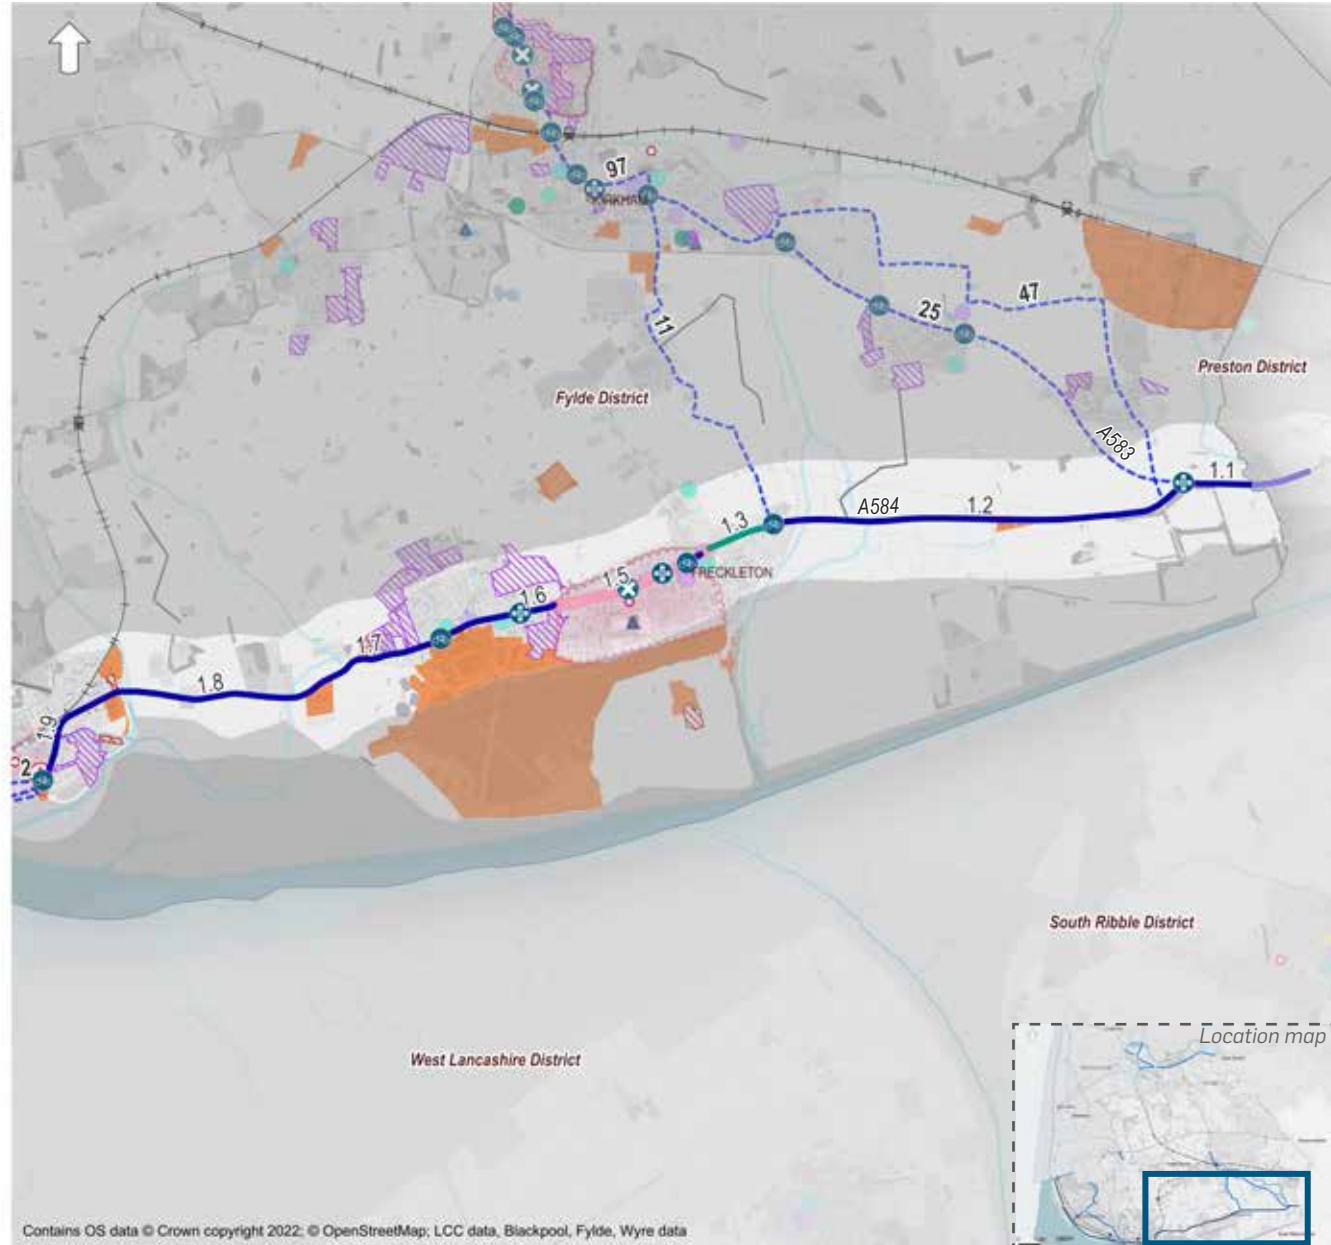 97
KIRKHAM
47
25
11
Preston District
Fylde District
A583
1.1
A584
1.2
1.3
FRECKLETON
1.5
1.6
1.7
1.8
1.9
2
South Ribble District
West Lancashire District
Location map
Contains OS data © Crown copyright 2022; © OpenStreetMap; LCC data, Blackpool, Fylde, Wyre data